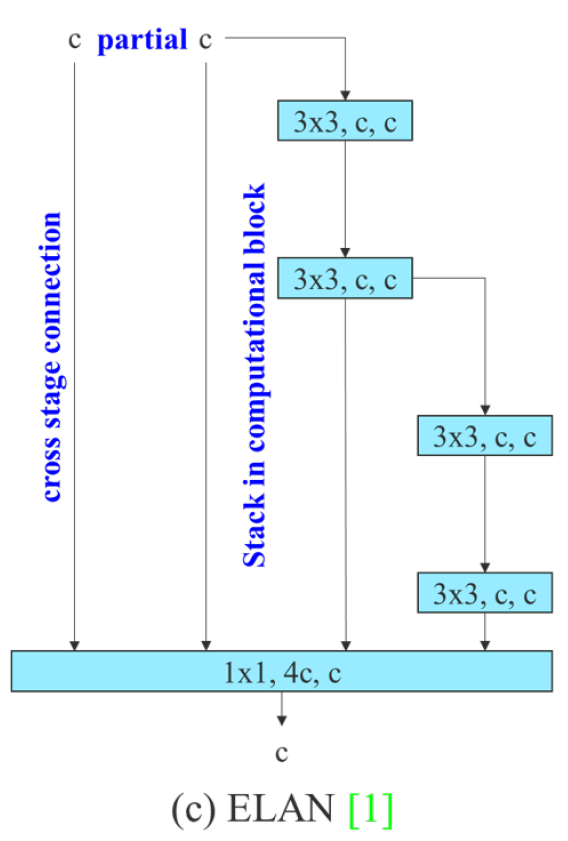 c partial c
3x3, c, c
cross stage connection
Stack in computational block
3x3, c, c
3x3, c, c
3x3, c, c
1x1, 4c, c
c
(c) ELAN [1]